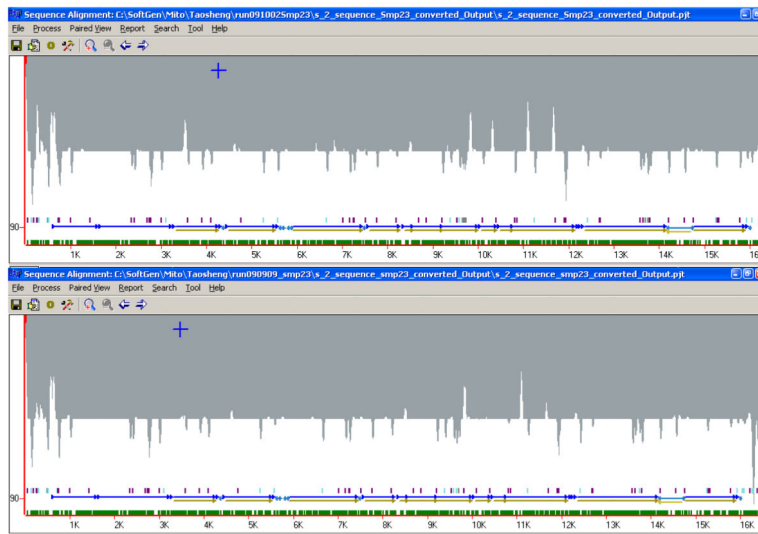 Sequence Alignment: C:\SoftGen\Mito\Taosheng\run091002Smp23\s_2_sequence_Smp23_converted_Output\s_2_sequence_Smp23_converted_Output.pjt
File Process Paired View Report Search Tool Help
90
1K 2K 3K 4K 5K 6K 7K 8K 9K 10K 11K 12K 13K 14K 15K 16
Sequence Alignment: C:\SoftGen\Mito\Taosheng\run090909_smp23\s_2_sequence_smp23_converted_Output\s_2_sequence_smp23_converted_Output.pjt
File Process Paired View Report Search Tool Help
90
1K 2K 3K 4K 5K 6K 7K 8K 9K 10K 11K 12K 13K 14K 15K 16K